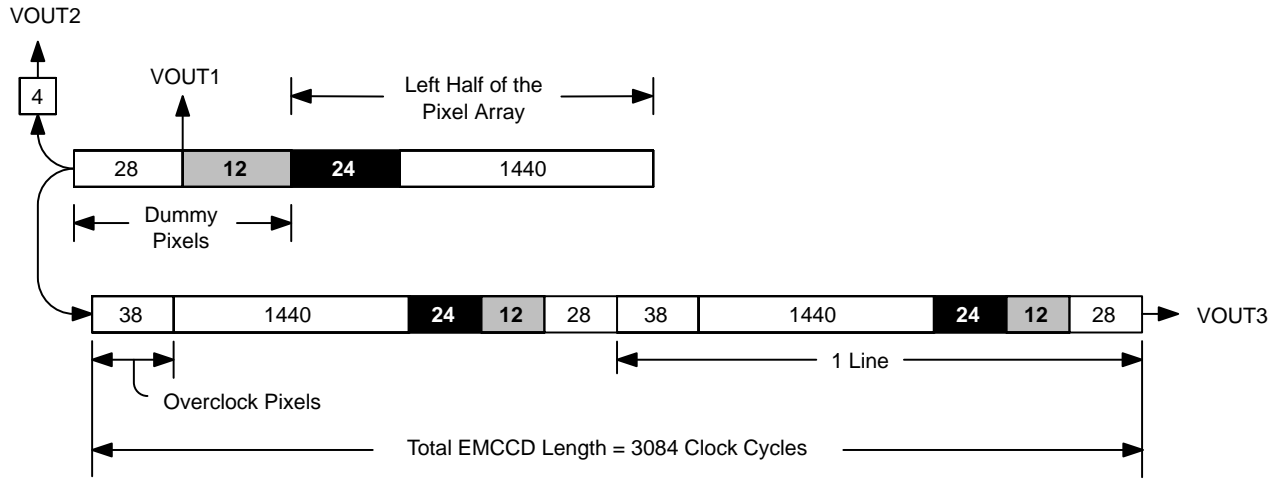 VOUT2
4
VOUT1
Left Half of the
Pixel Array
28 12 24 1440
Dummy
Pixels
38 1440 24 12 28 38 1440 24 12 28 VOUT3
1 Line
Overclock Pixels
Total EMCCD Length = 3084 Clock Cycles